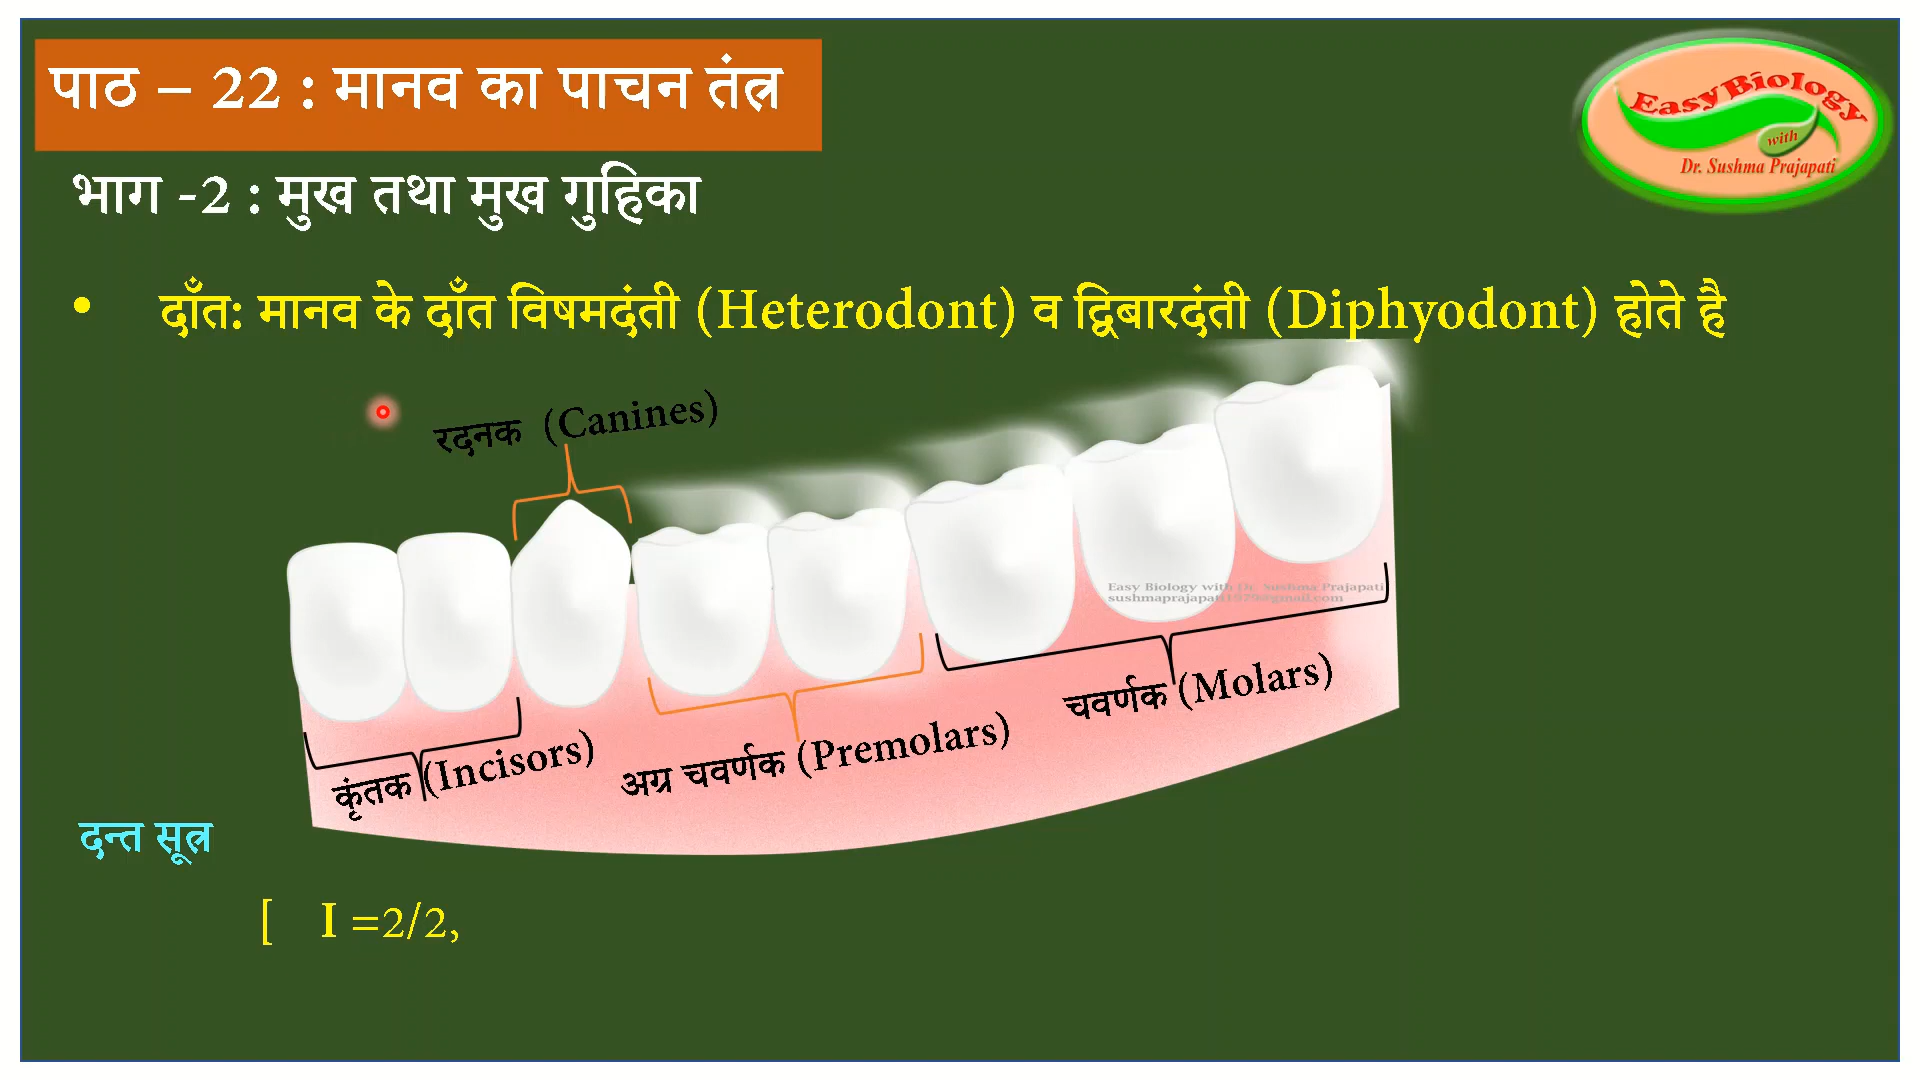 पाठ – 22 : मानव का पाचन तंत्र
EasyBiology
with
Dr. Sushma Prajapati
भाग -2 : मुख तथा मुख गुहिका
• दाँत: मानव के दाँत विषमदंती (Heterodont) व द्विबारदंती (Diphyodont) होते है
रदनक (Canines)
Easy Biology with Dr. Sushma Prajapati
चवर्णक (Molars)
अग्र चवर्णक (Premolars)
कृंतक (Incisors)
दन्त सूत्र
[ I =2/2,